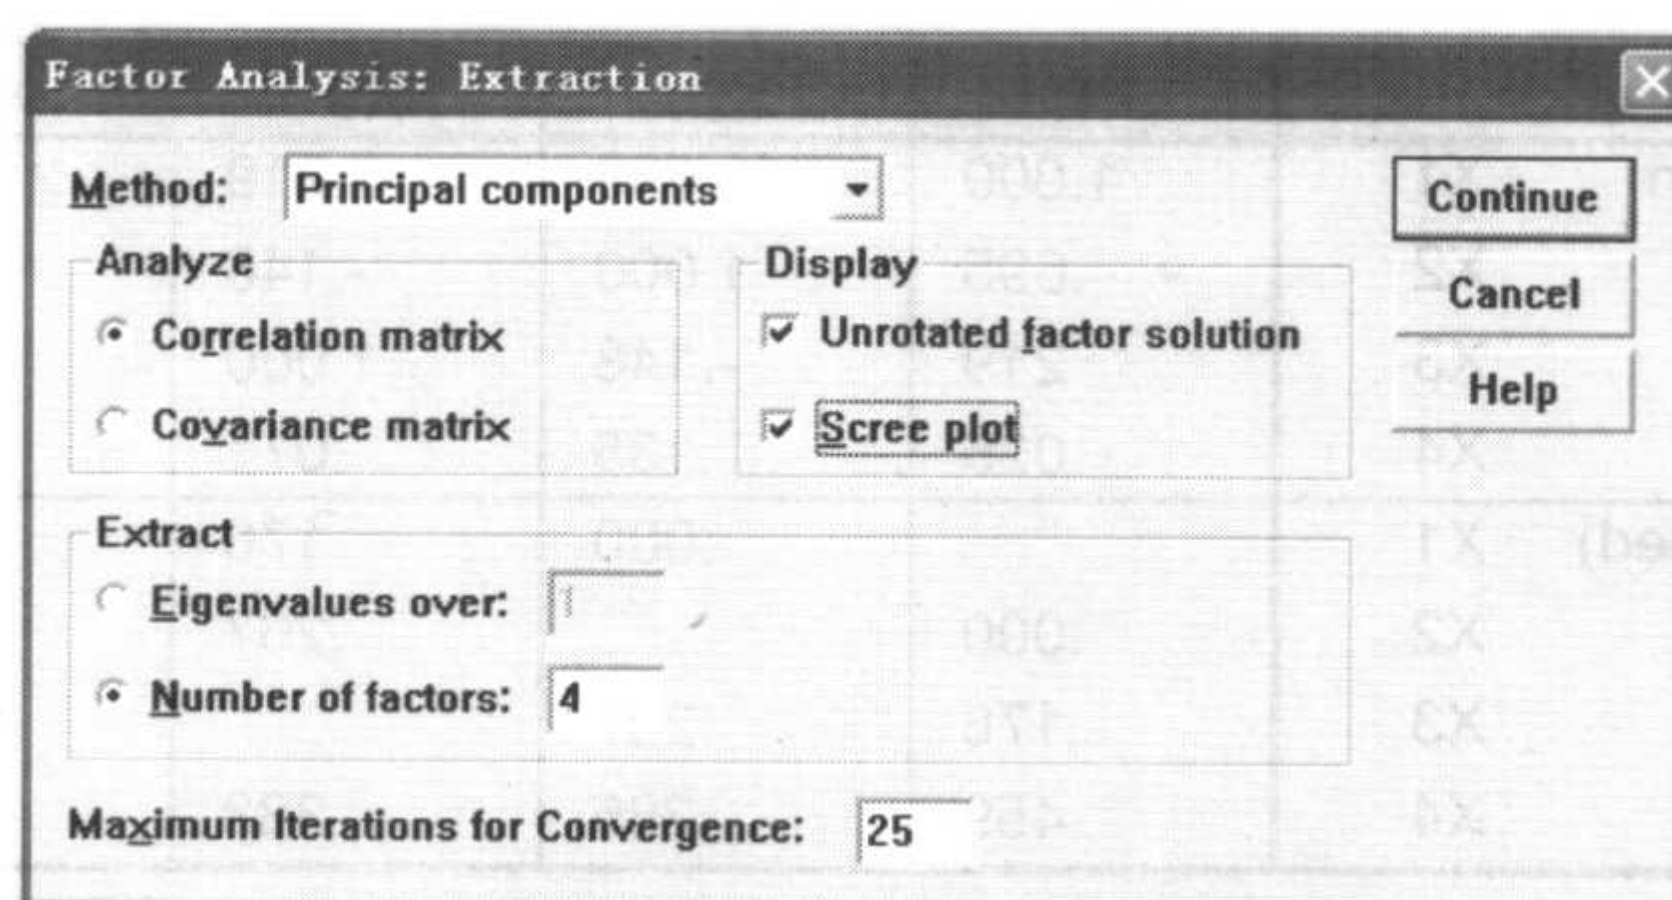 Factor Analysis: Extraction
Method: Principal components
Continue
Analyze
Display
Cancel
Correlation matrix
Unrotated factor solution
Help
Covariance matrix
Scree plot
Extract
Eigenvalues over: 1
Number of factors: 4
Maximum Iterations for Convergence: 25